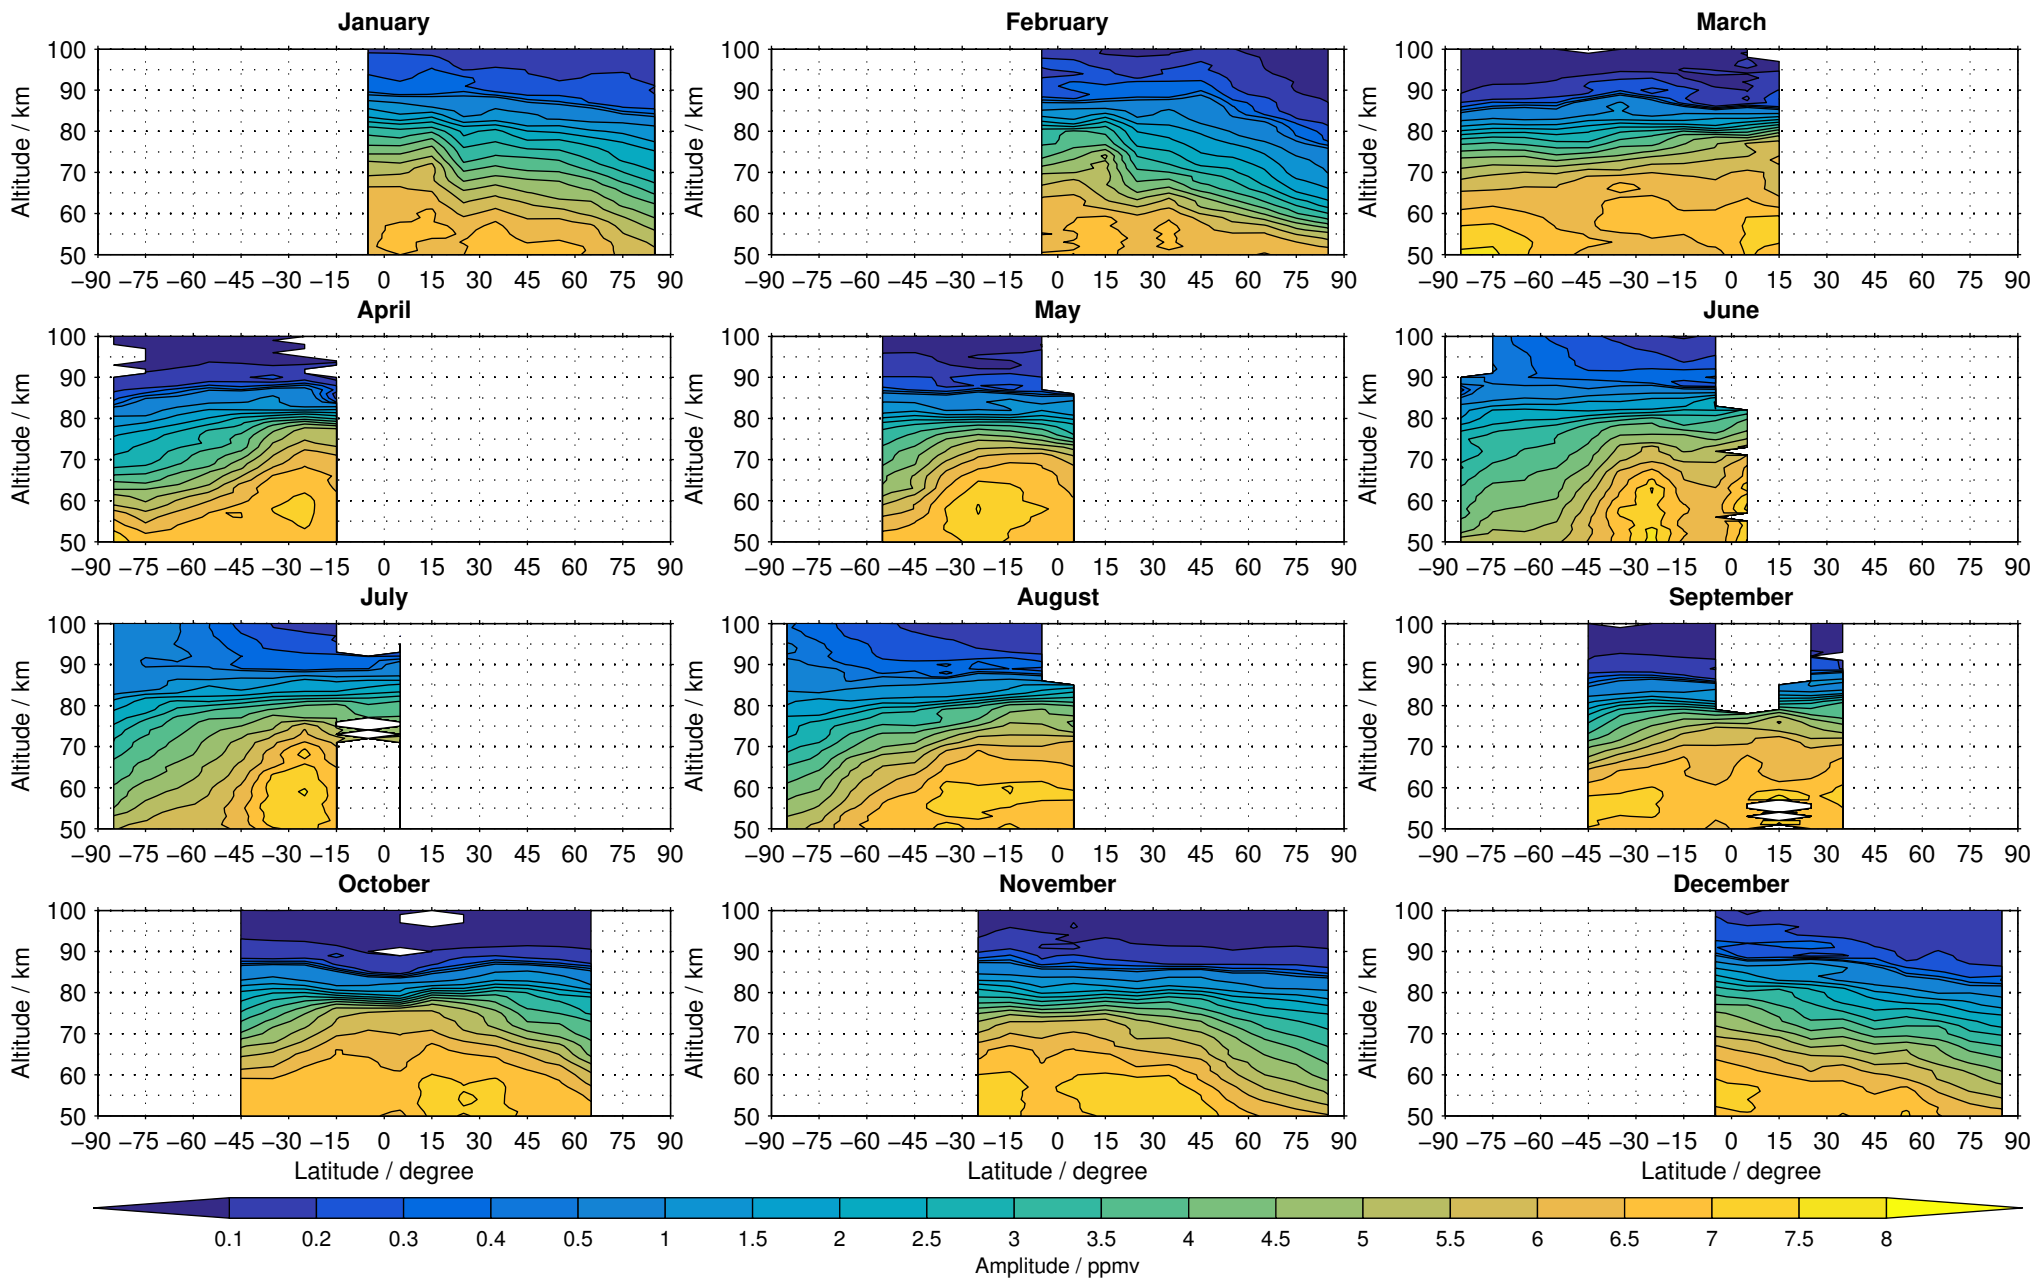 January February March
100 100 100
90 90 90
Altitude / km Altitude / km Altitude / km
80 80 80
70 70 70
60 60 60
50 50 50
−90 −75 −60 −45 −30 −15 0 15 30 45 60 75 90 −90 −75 −60 −45 −30 −15 0 15 30 45 60 75 90 −90 −75 −60 −45 −30 −15 0 15 30 45 60 75 90
April May June
100 100 100
90 90 90
Altitude / km Altitude / km Altitude / km
80 80 80
70 70 70
60 60 60
50 50 50
−90 −75 −60 −45 −30 −15 0 15 30 45 60 75 90 −90 −75 −60 −45 −30 −15 0 15 30 45 60 75 90 −90 −75 −60 −45 −30 −15 0 15 30 45 60 75 90
July August September
100 100 100
90 90 90
Altitude / km Altitude / km Altitude / km
80 80 80
70 70 70
60 60 60
50 50 50
−90 −75 −60 −45 −30 −15 0 15 30 45 60 75 90 −90 −75 −60 −45 −30 −15 0 15 30 45 60 75 90 −90 −75 −60 −45 −30 −15 0 15 30 45 60 75 90
October November December
100 100 100
90 90 90
Altitude / km Altitude / km Altitude / km
80 80 80
70 70 70
60 60 60
50 50 50
−90 −75 −60 −45 −30 −15 0 15 30 45 60 75 90 −90 −75 −60 −45 −30 −15 0 15 30 45 60 75 90 −90 −75 −60 −45 −30 −15 0 15 30 45 60 75 90
Latitude / degree Latitude / degree Latitude / degree
0.1 0.2 0.3 0.4 0.5 1 1.5 2 2.5 3 3.5 4 4.5 5 5.5 6 6.5 7 7.5 8
Amplitude / ppmv